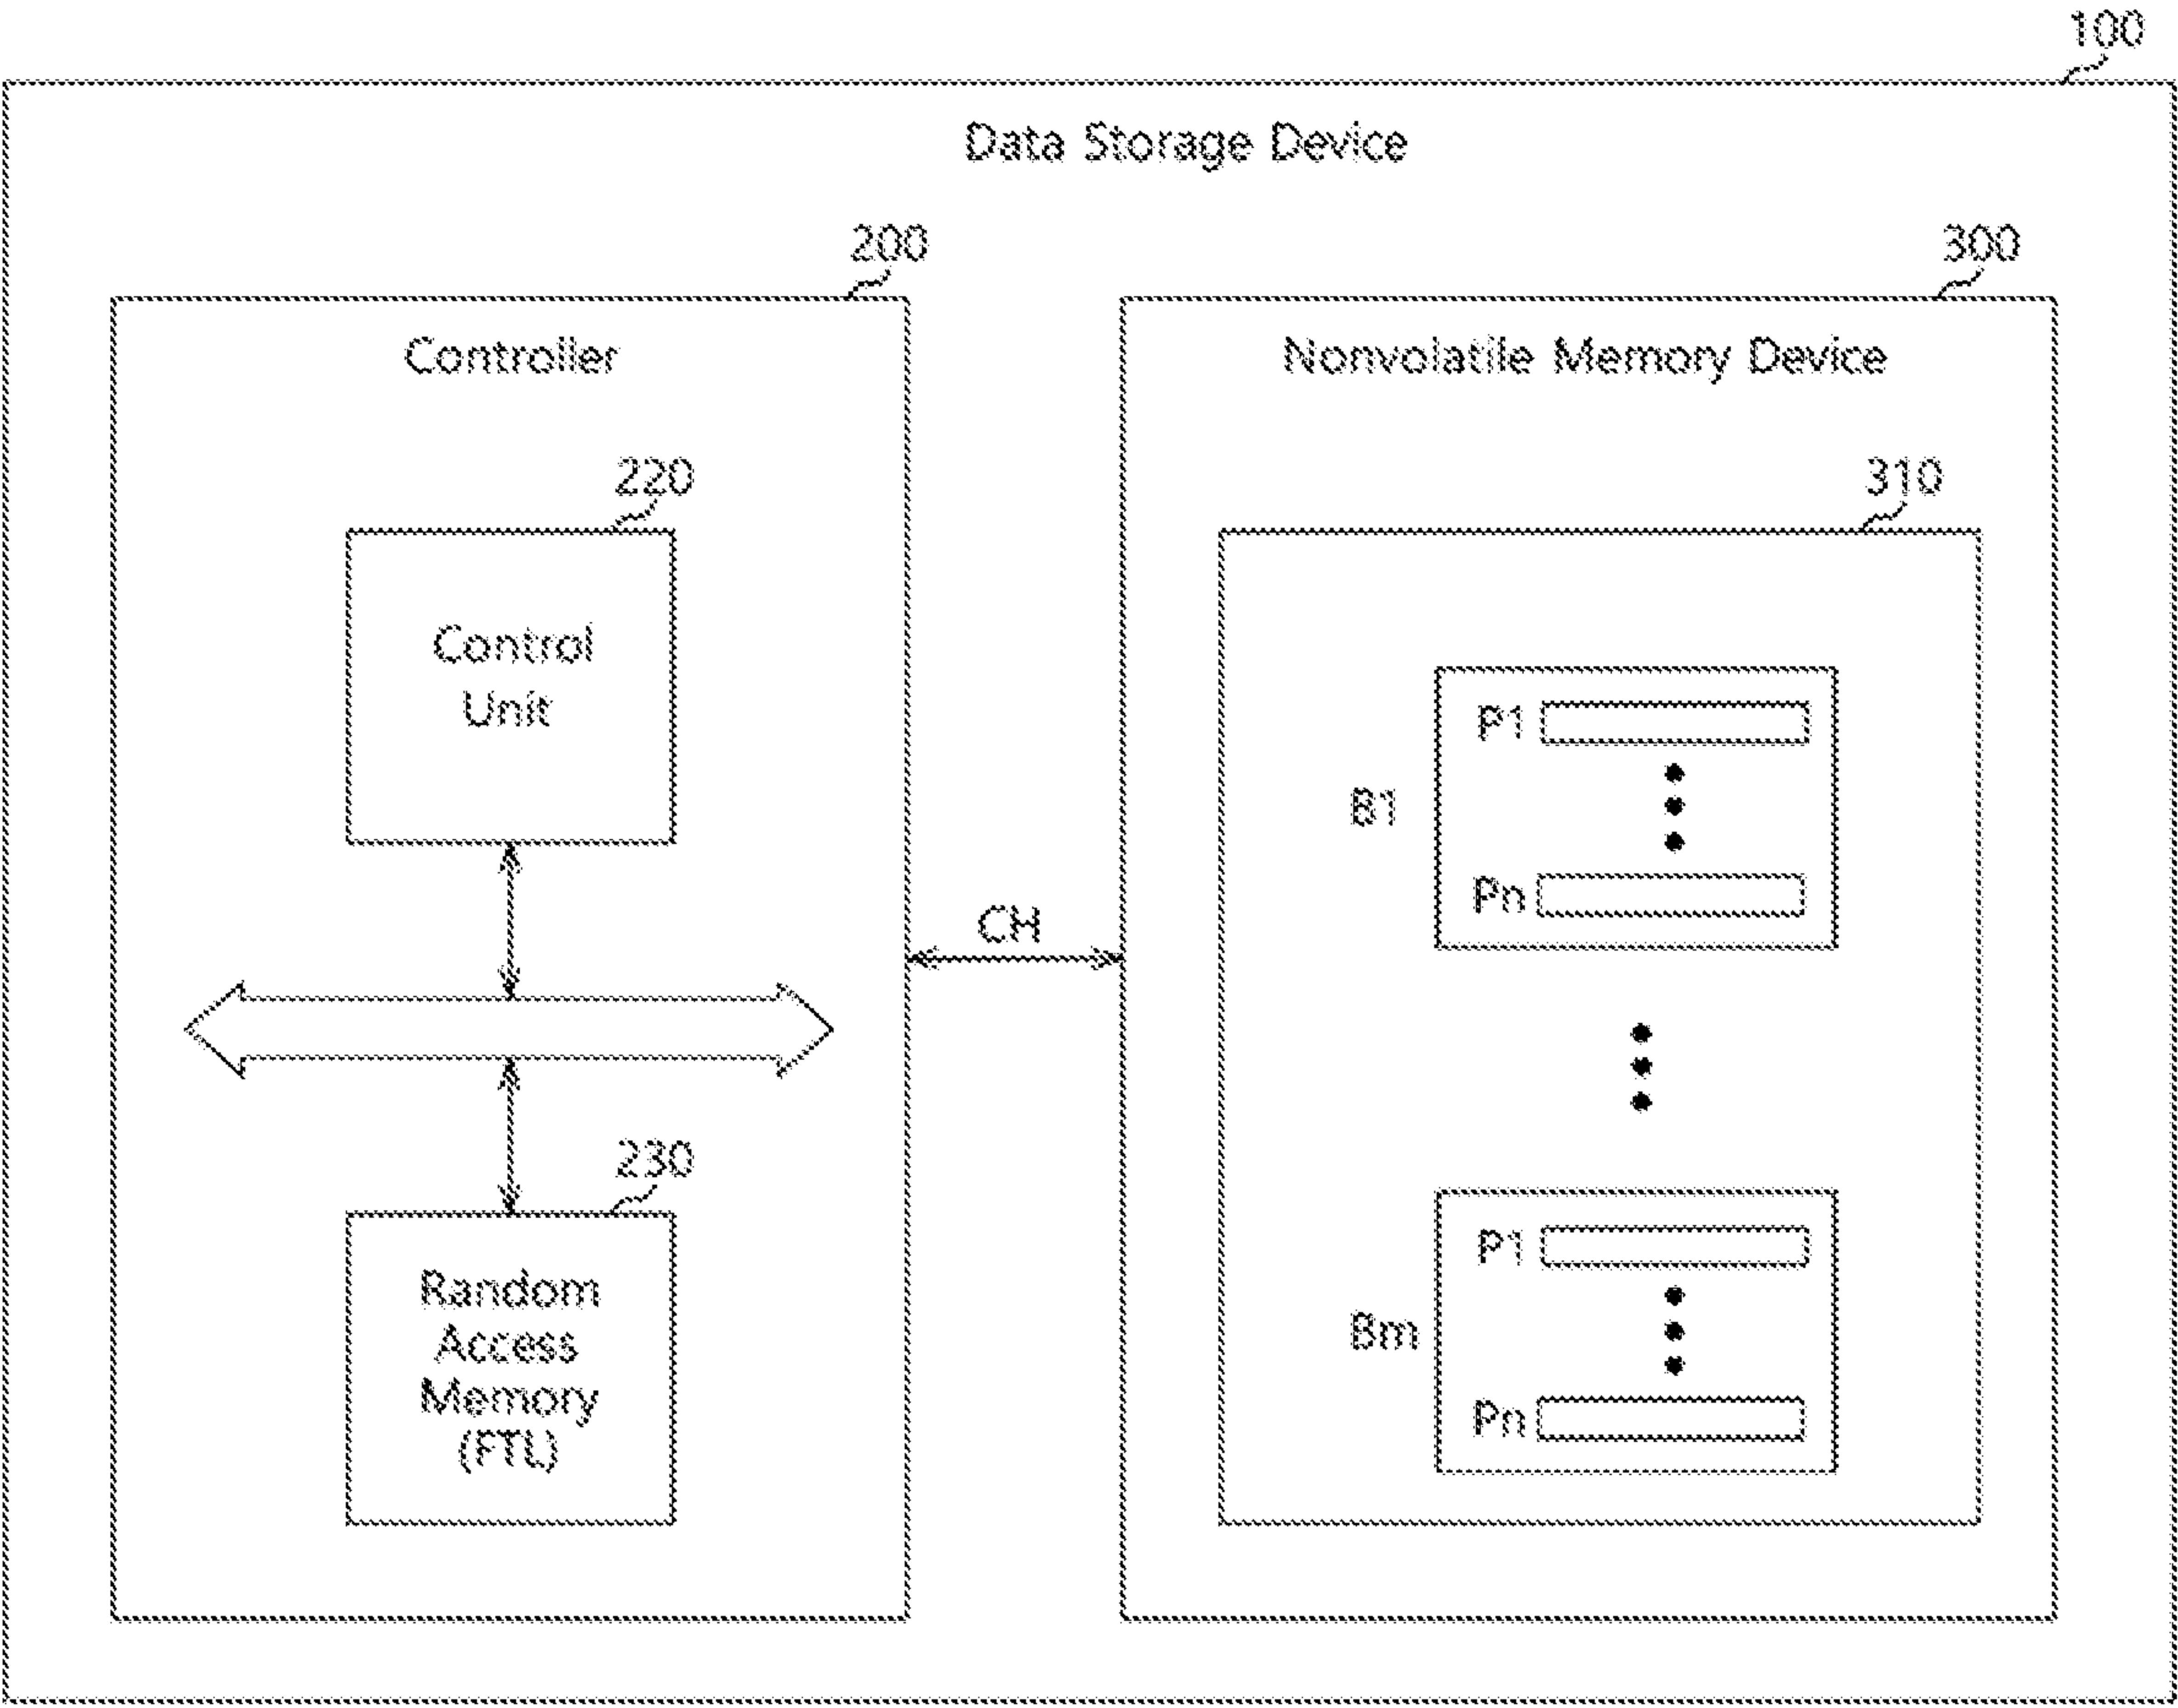 100
Data Storage Device
200
300
Controller
Nonvolatile Memory Device
220
310
Control
Unit
P1
B1
Pn
CH
230
Random
Access
Memory
(FTL)
P1
Bm
Pn